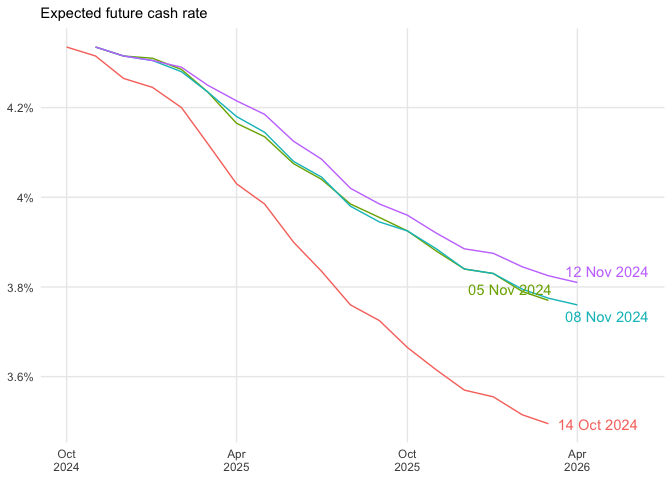 Expected future cash rate
4.2%
4%
3.8%
3.6%
12 Nov 2024
05 Nov 2024
08 Nov 2024
14 Oct 2024
Oct
2024
Apr
2025
Oct
2025
Apr
2026